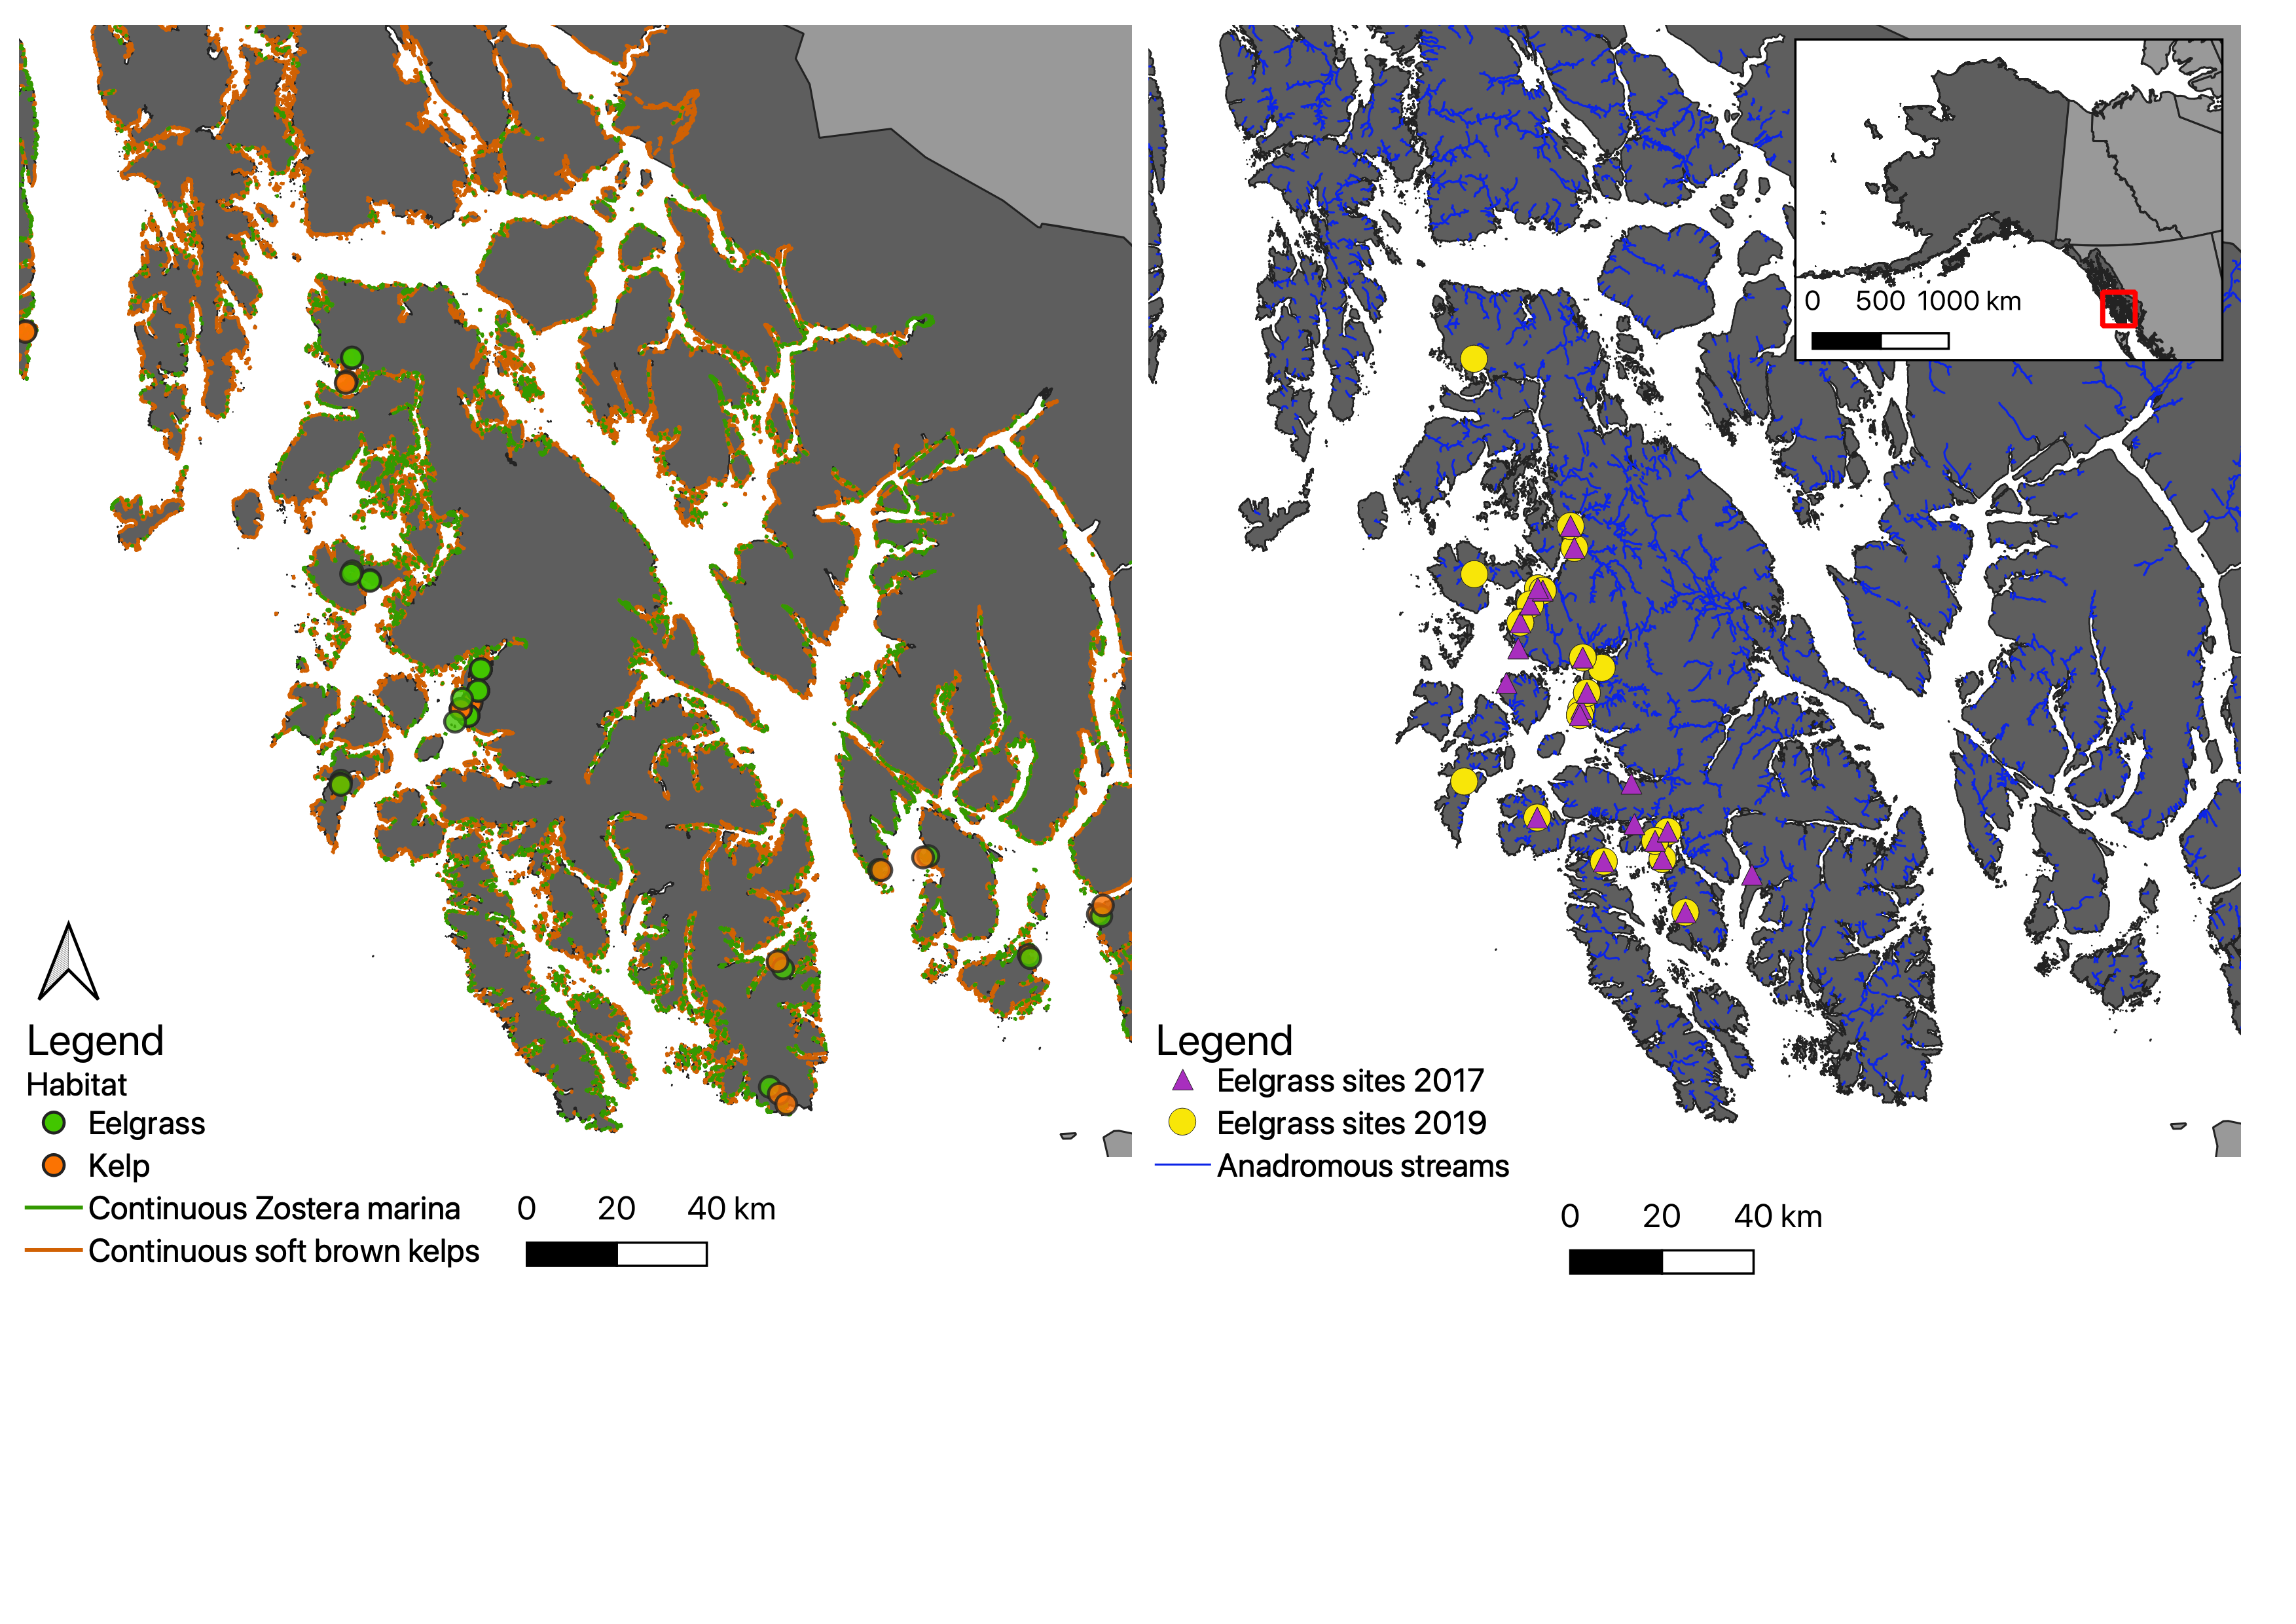 0 500 1000 km
Legend
Habitat
Eelgrass
Kelp
Continuous Zostera marina
Continuous soft brown kelps
0 20 40 km
Legend
Eelgrass sites 2017
Eelgrass sites 2019
Anadromous streams
0 20 40 km